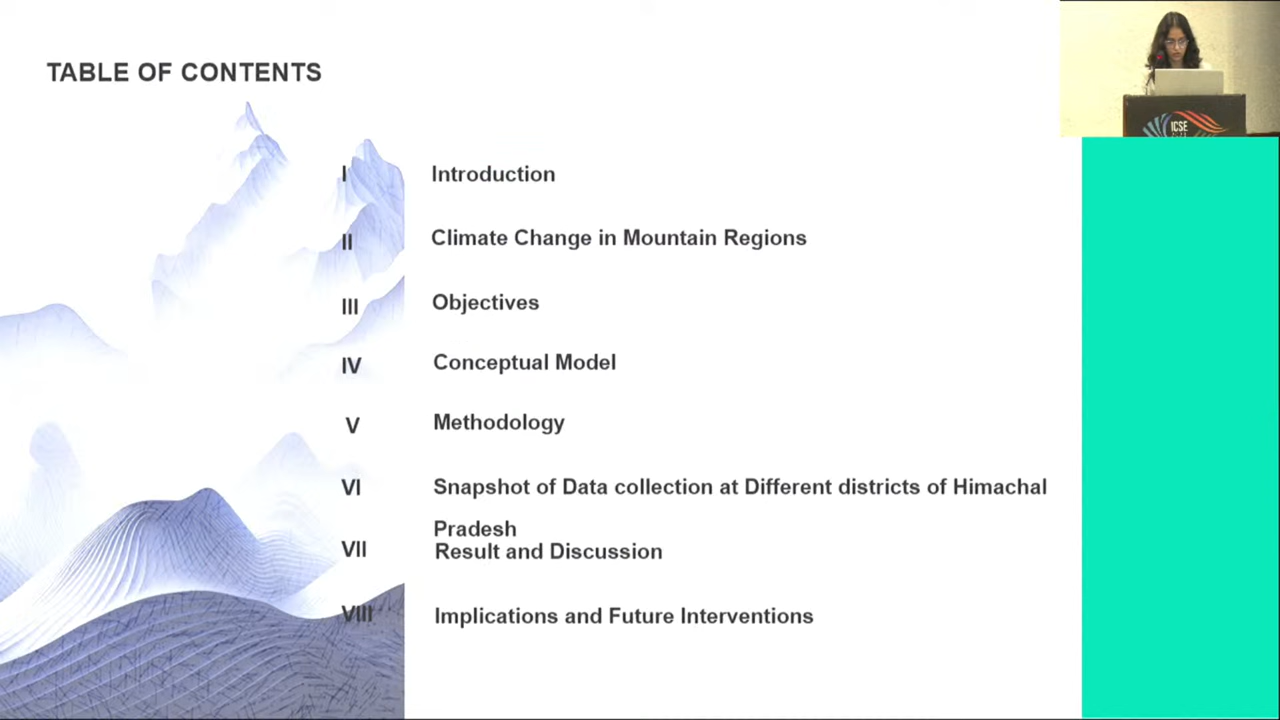 TABLE OF CONTENTS
I Introduction
II Climate Change in Mountain Regions
III Objectives
IV Conceptual Model
V Methodology
VI Snapshot of Data collection at Different districts of Himachal
Pradesh
VII Result and Discussion
VIII Implications and Future Interventions
ICSE